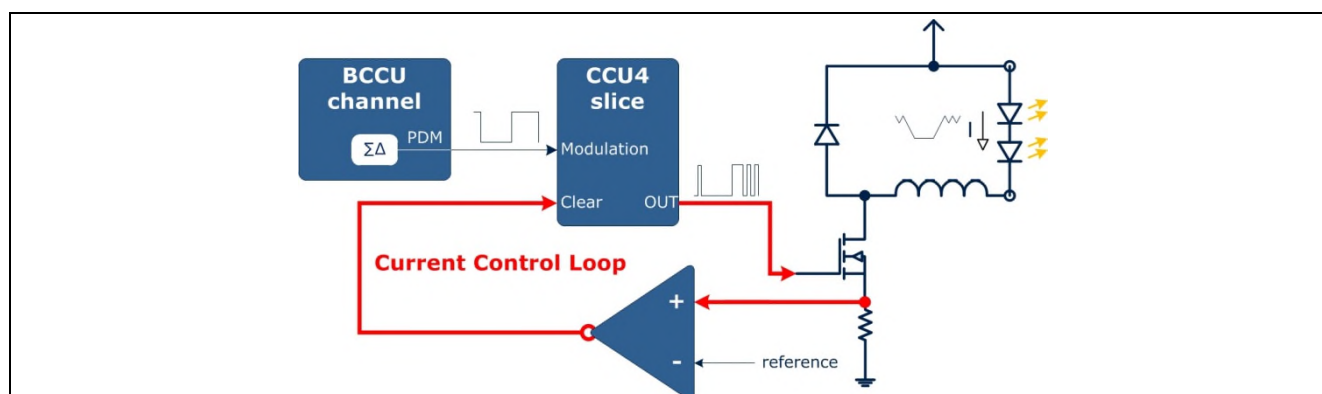 BCCU
channel
ΣΔ
PDM
CCU4
slice
Modulation
Clear
OUT
I
Current Control Loop
+
-
reference